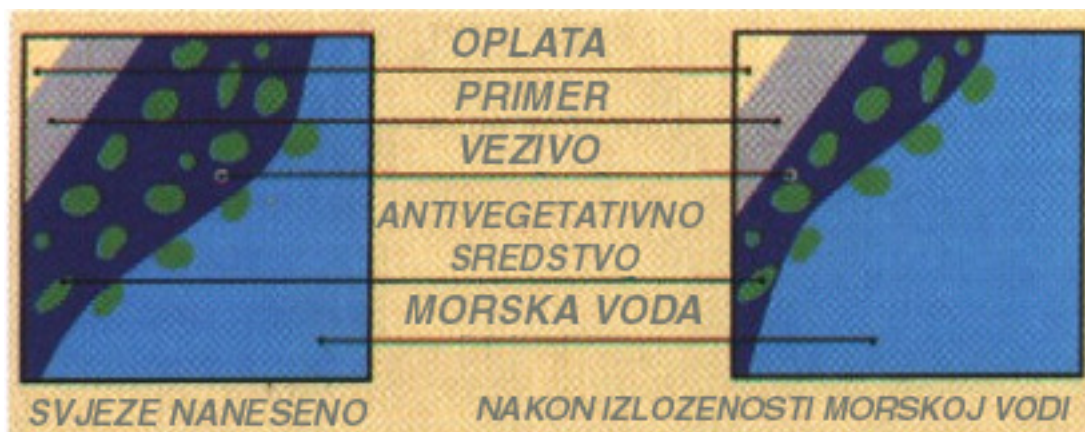 OPLATA
PRIMER
VEZIVO
ANTIVEGETATIVNO
SREDSTVO
MORSKA VODA
SVJEZE NANESENO
NAKON IZLOZENOSTI MORSKOJ VODI